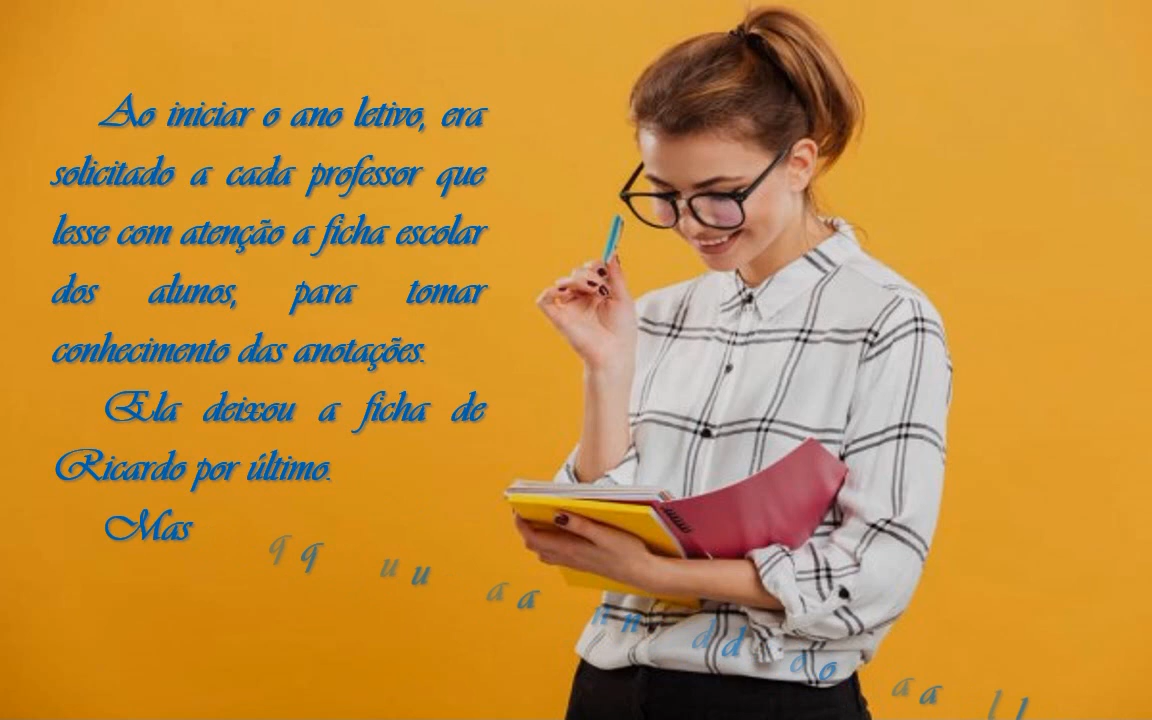 Ao iniciar o ano letivo, era
solicitado a cada professor que
lesse com atenção a ficha escolar
dos alunos, para tomar
conhecimento das anotações.
Ela deixou a ficha de
Ricardo por último.
Mas quando